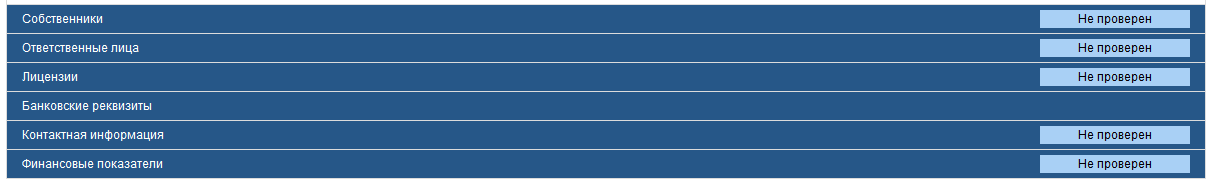 Собственники Не проверен
Ответственные лица Не проверен
Лицензии Не проверен
Банковские реквизиты
Контактная информация Не проверен
Финансовые показатели Не проверен